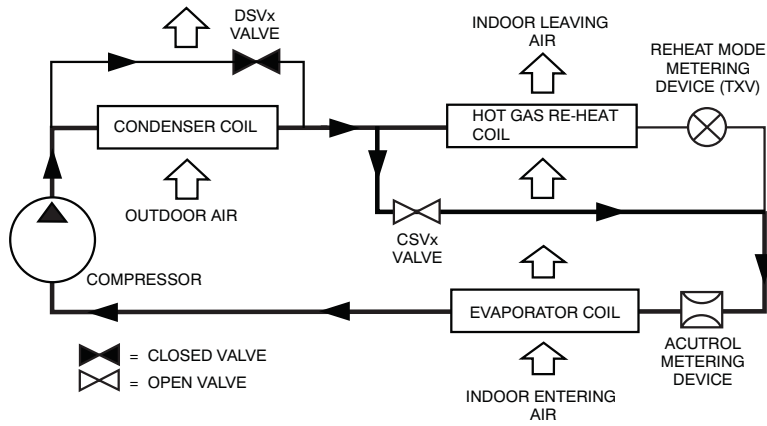 DSVx
VALVE
INDOOR LEAVING
AIR
REHEAT MODE
METERING
DEVICE (TXV)
CONDENSER COIL
HOT GAS RE-HEAT
COIL
OUTDOOR AIR
CSVx
VALVE
COMPRESSOR
EVAPORATOR COIL
ACUTROL
METERING
DEVICE
= CLOSED VALVE
= OPEN VALVE
INDOOR ENTERING
AIR